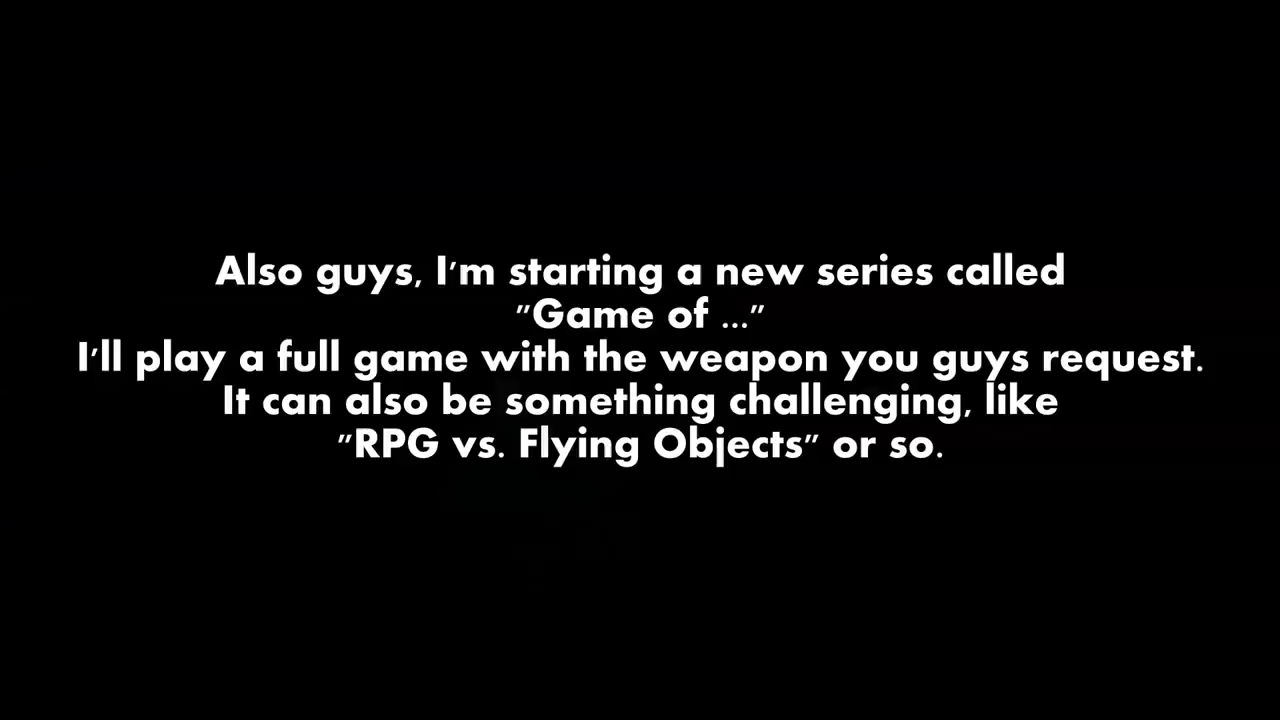 Also guys, I'm starting a new series called
"Game of ..."
I'll play a full game with the weapon you guys request.
It can also be something challenging, like
"RPG vs. Flying Objects" or so.